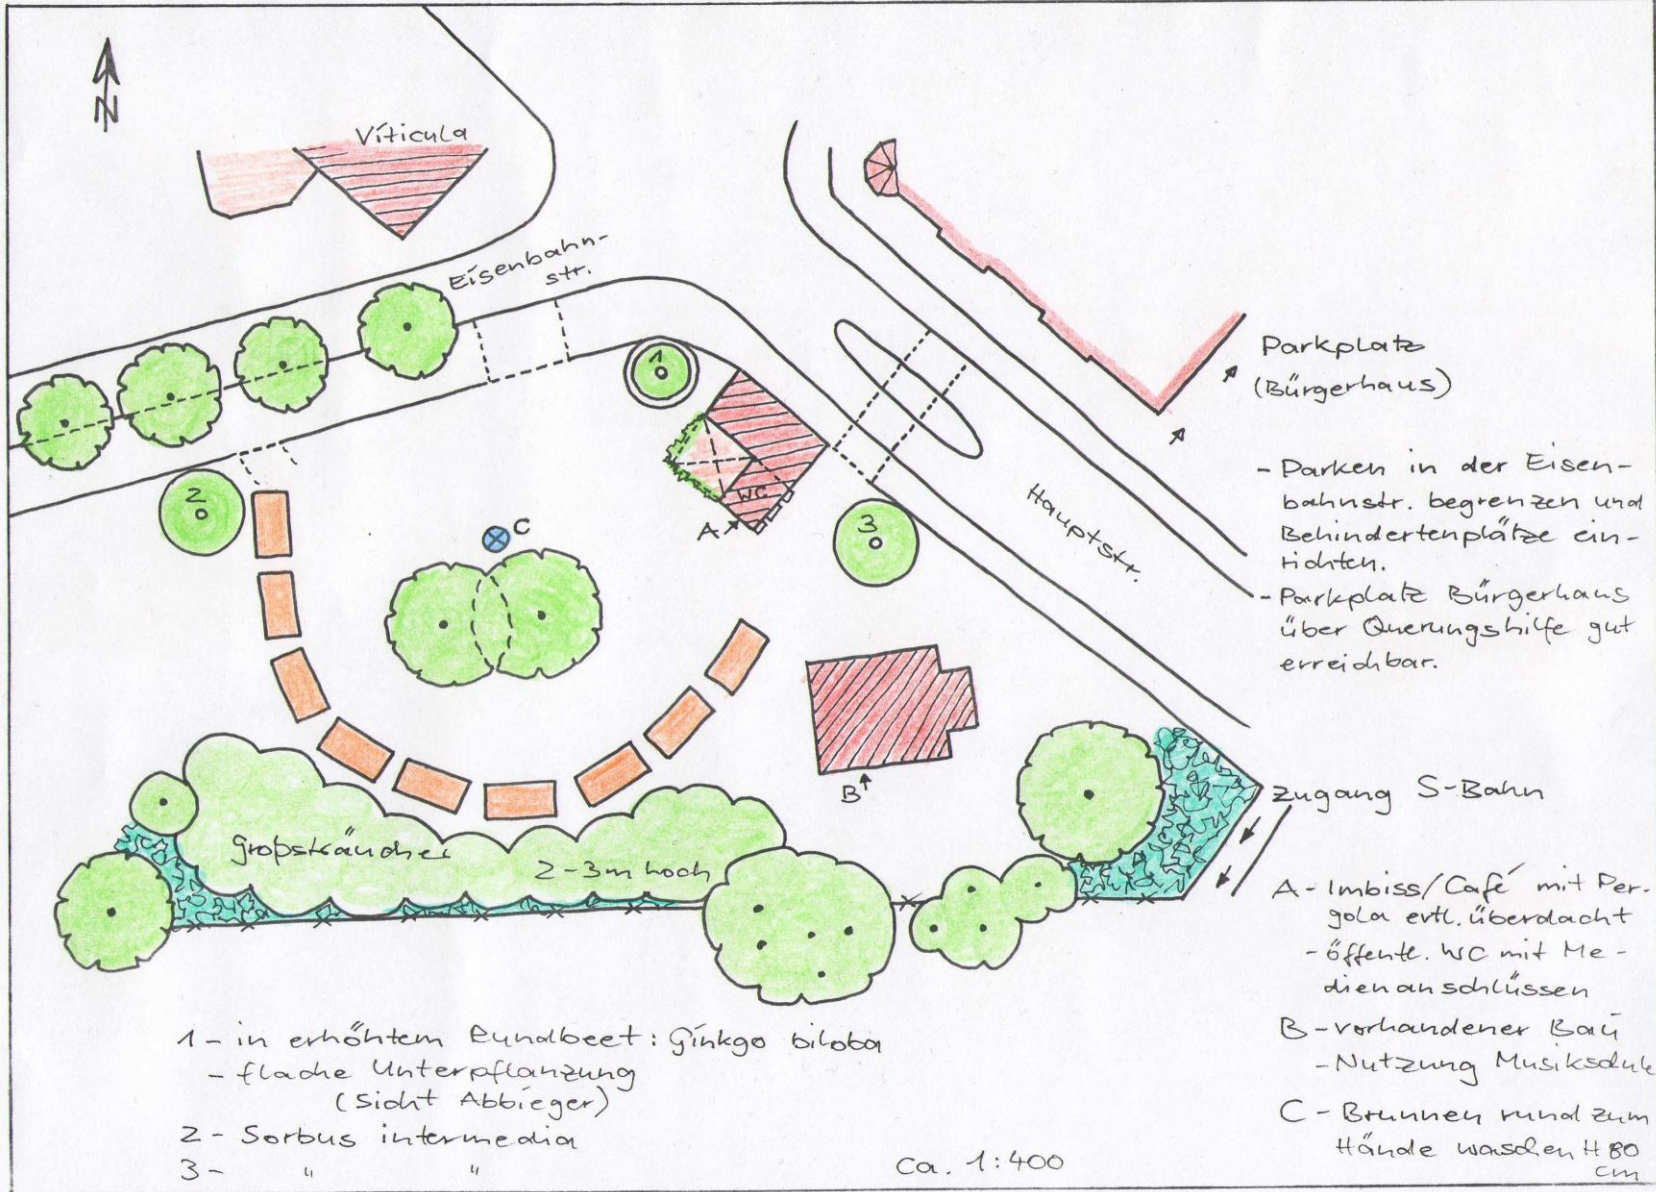 N
Viticula
Eisenbahn-
str.
1
2
3
WC
A
C
B
Hauptstr.
Parkplatz
(Bürgerhaus)
- Parken in der Eisen-
bahnstr. begrenzen und
Behindertenplätze ein-
richten.
- Parkplatz Bürgerhaus
über Querungshilfe gut
erreichbar.
Zugang S-Bahn
Großsträucher
2-3m hoch
A - Imbiss/Café mit Per-
gola evtl. überdacht
- öffentl. WC mit Me-
dienanschlüssen
B - vorhandener Bau
- Nutzung Musikschule
C - Brunnen rund zum
Hände waschen H 80
cm
1 - in erhöhtem Rundbeet: Ginkgo biloba
- flache Unterpflanzung
(Sicht Abbieger)
2 - Sorbus intermedia
3 - " "
ca. 1:400